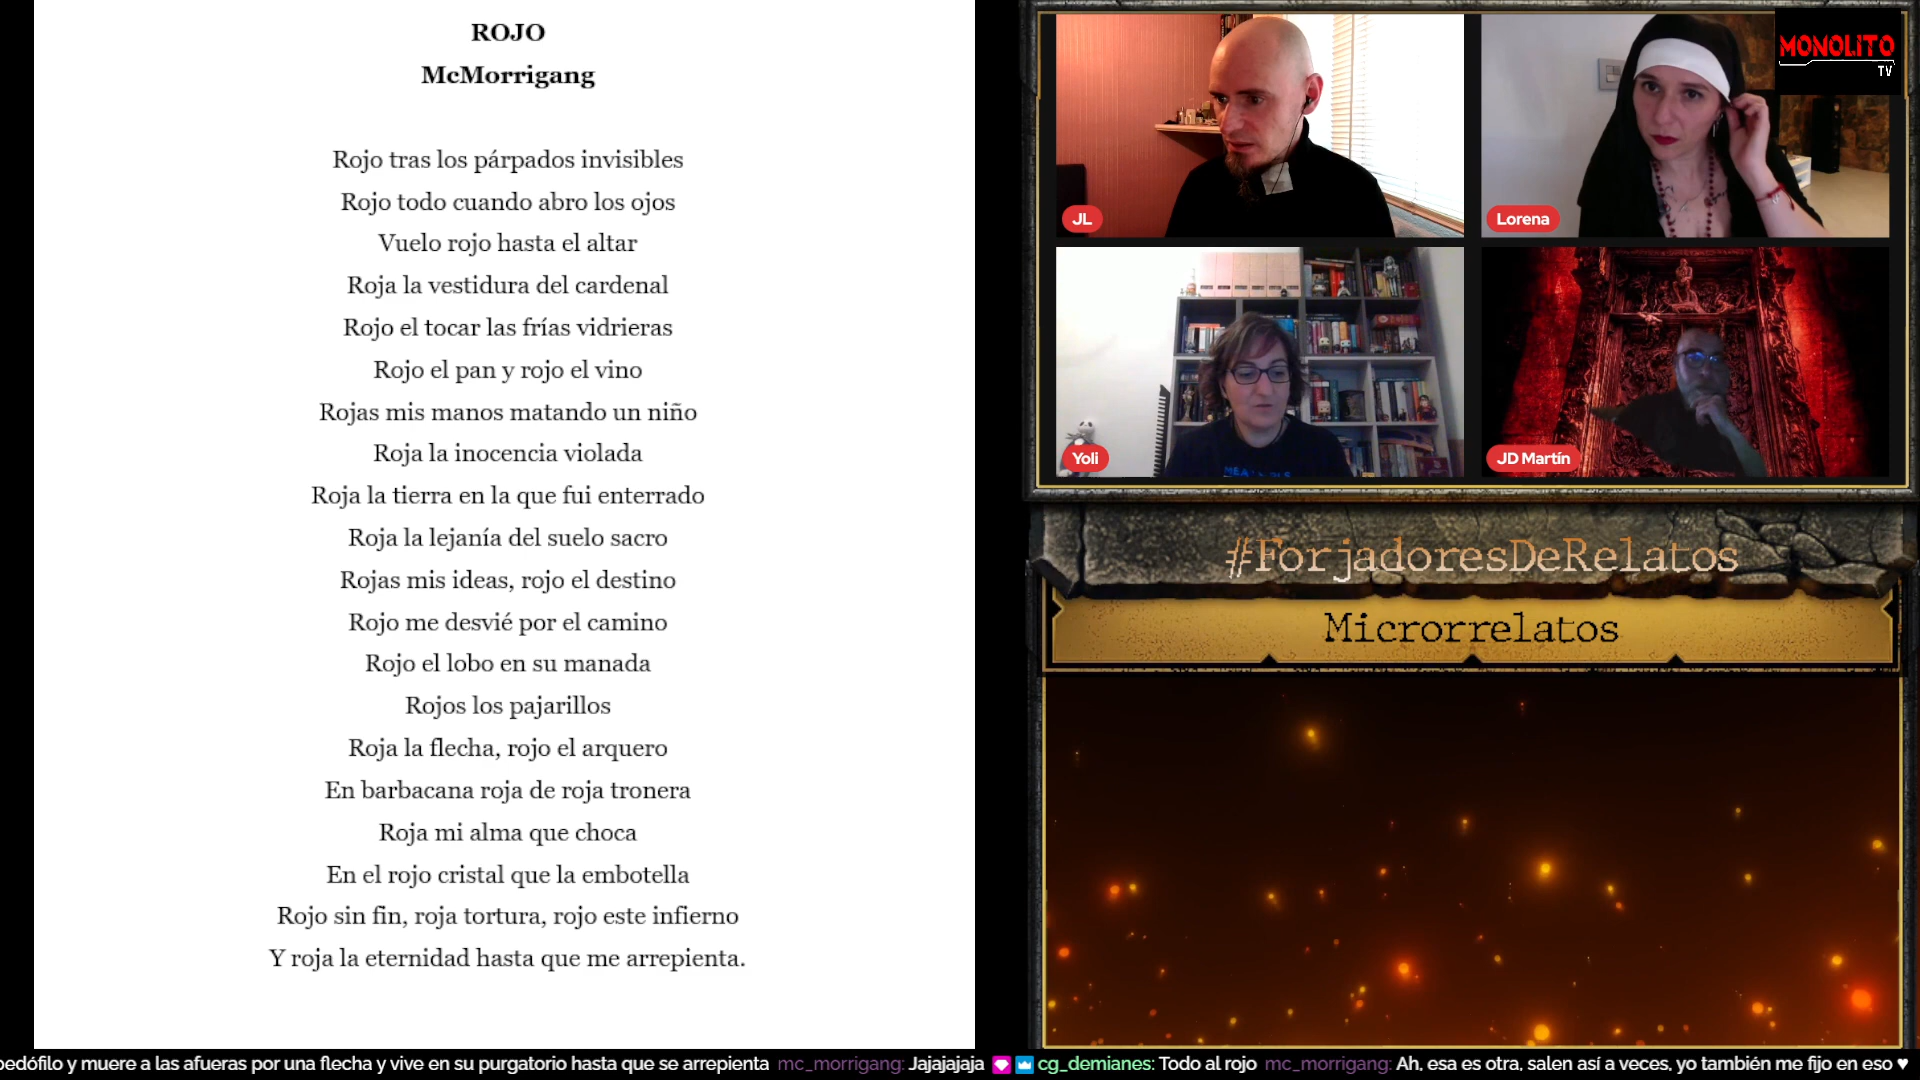 ROJO
McMorrigang
Rojo tras los párpados invisibles
Rojo todo cuando abro los ojos
Vuelo rojo hasta el altar
Roja la vestidura del cardenal
Rojo el tocar las frías vidrieras
Rojo el pan y rojo el vino
Rojas mis manos matando un niño
Roja la inocencia violada
Roja la tierra en la que fui enterrado
Roja la lejanía del suelo sacro
Rojas mis ideas, rojo el destino
Rojo me desvié por el camino
Rojo el lobo en su manada
Rojos los pajarillos
Roja la flecha, rojo el arquero
En barbacana roja de roja tronera
Roja mi alma que choca
En el rojo cristal que la embotella
Rojo sin fin, roja tortura, rojo este infierno
Y roja la eternidad hasta que me arrepienta.
MONOLITO
TV
JL
Lorena
Yoli
JD Martín
#ForjadoresDeRelatos
Microrrelatos
pedófilo y muere a las afueras por una flecha y vive en su purgatorio hasta que se arrepienta mc_morrigang: Jajajajaja cg_demianes: Todo al rojo mc_morrigang: Ah, esa es otra, salen así a veces, yo también me fijo en eso ♥